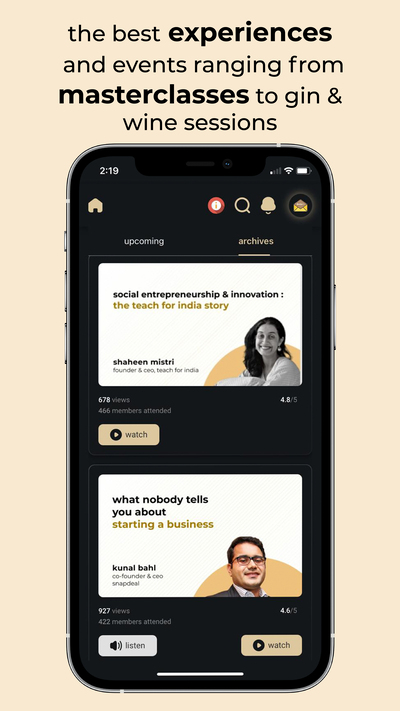 the best experiences
and events ranging from
masterclasses to gin &
wine sessions
2:19
upcoming
archives
social entrepreneurship & innovation :
the teach for india story
shaheen mistri
founder & ceo, teach for india
678 views
4.8/5
466 members attended
watch
what nobody tells
you about
starting a business
kunal bahl
co-founder & ceo
snapdeal
927 views
4.6/5
422 members attended
listen
watch